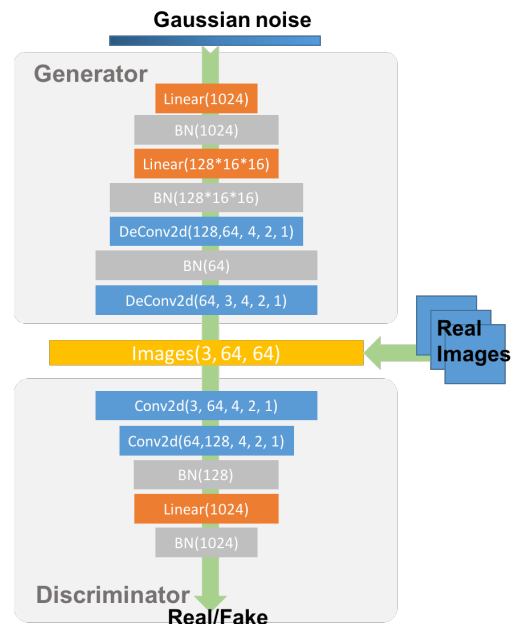 Gaussian noise
Generator
Linear(1024)
BN(1024)
Linear(128*16*16)
BN(128*16*16)
DeConv2d(128,64, 4, 2, 1)
BN(64)
DeConv2d(64, 3, 4, 2, 1)
Images(3, 64, 64)
Real
Images
Conv2d(3, 64, 4, 2, 1)
Conv2d(64,128, 4, 2, 1)
BN(128)
Linear(1024)
BN(1024)
Discriminator
Real/Fake